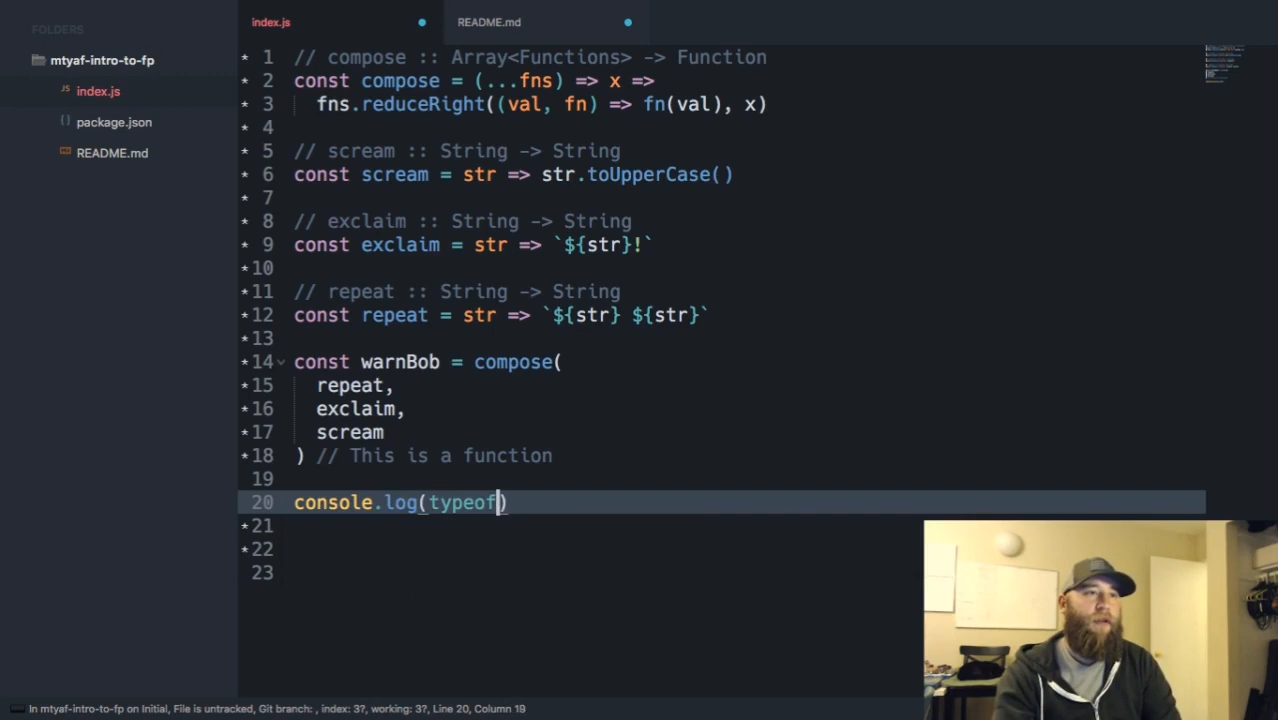 FOLDERS
mtyaf-intro-to-fp
JS index.js
{} package.json
README.md
index.js
README.md
* 1 // compose :: Array<Functions> -> Function
* 2 const compose = (...fns) => x =>
* 3 fns.reduceRight((val, fn) => fn(val), x)
* 4
* 5 // scream :: String -> String
* 6 const scream = str => str.toUpperCase()
* 7
* 8 // exclaim :: String -> String
* 9 const exclaim = str => `${str}!`
*10
*11 // repeat :: String -> String
*12 const repeat = str => `${str} ${str}`
*13
*14 const warnBob = compose(
*15 repeat,
*16 exclaim,
*17 scream
*18 ) // This is a function
19
20 console.log(typeof)
*21
*22
23
In mtyaf-intro-to-fp on Initial, File is untracked, Git branch: , index: 3?, working: 3?, Line 20, Column 19